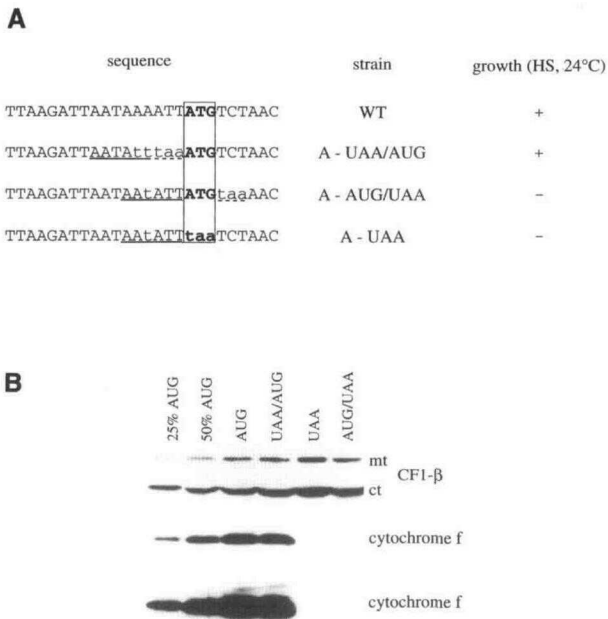 A
sequence strain growth (HS, 24°C)
TTAAGATTAATAAAATTATGTCTAAC WT +
TTAAGATTAATATttaaATGTCTAAC A - UAA/AUG +
TTAAGATTAATAAtATTATGtaaAAC A - AUG/UAA –
TTAAGATTAATAAtATTtaaTCTAAC A - UAA –
B
25% AUG 50% AUG AUG UAA/AUG UAA AUG/UAA
mt
CF1-β
ct
cytochrome f
cytochrome f